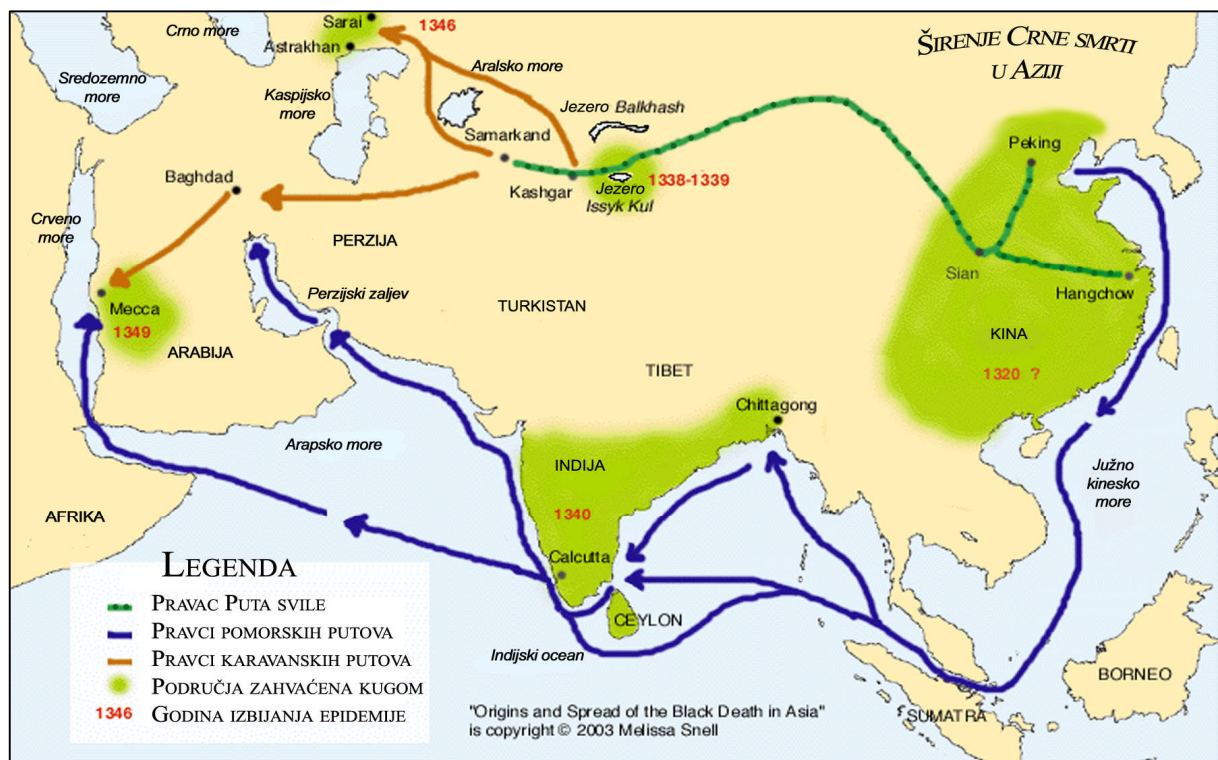 ŠIRENJE CRNE SMRTI
U AZIJI
Sarai
1346
Crno more
Astrakhan
Aralsko more
Sredozemno
more
Kaspijsko
more
Jezero Balkhash
Samarkand
Peking
Baghdad
Kashgar
Jezero
Issyk Kul
1338-1339
Crveno
more
PERZIJA
Sian
Hangchow
Mecca
1349
Perzijski zaljev
TURKISTAN
KINA
ARABIJA
TIBET
1320 ?
Chittagong
Arapsko more
INDIJA
Južno
kinesko
more
AFRIKA
1340
Calcutta
CEYLON
Indijski ocean
BORNEO
SUMATRA
LEGENDA
PRAVAC PUTA SVILE
PRAVCI POMORSKIH PUTOVA
PRAVCI KARAVANSKIH PUTOVA
PODRUČJA ZAHVAĆENA KUGOM
1346 GODINA IZBIJANJA EPIDEMIJE
"Origins and Spread of the Black Death in Asia"
is copyright © 2003 Melissa Snell